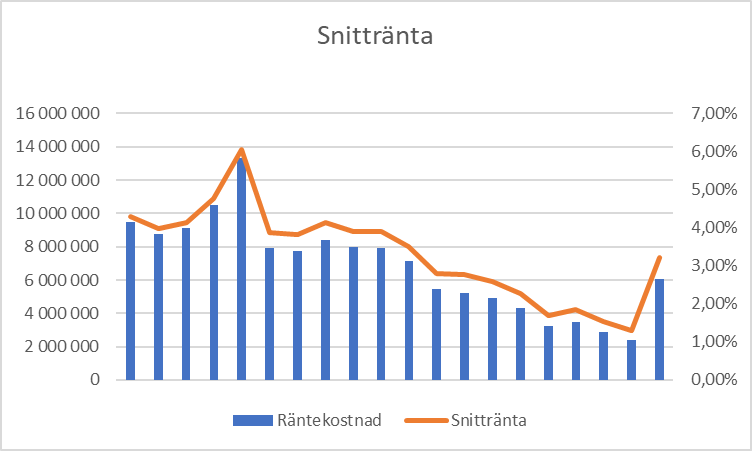 Snittränta
16 000 000
14 000 000
12 000 000
10 000 000
8 000 000
6 000 000
4 000 000
2 000 000
0
7,00%
6,00%
5,00%
4,00%
3,00%
2,00%
1,00%
0,00%
Räntekostnad
Snittränta